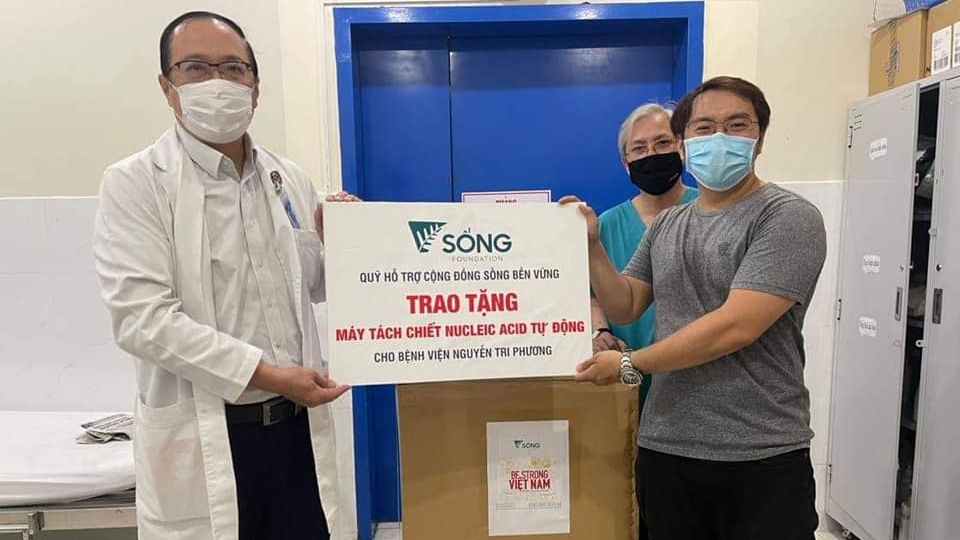 SỐNG
FOUNDATION
QUỸ HỖ TRỢ CỘNG ĐỒNG SỐNG BỀN VỮNG
TRAO TẶNG
MÁY TÁCH CHIẾT NUCLEIC ACID TỰ ĐỘNG
CHO BỆNH VIỆN NGUYỄN TRI PHƯƠNG
SỐNG
BE STRONG
VIỆT NAM